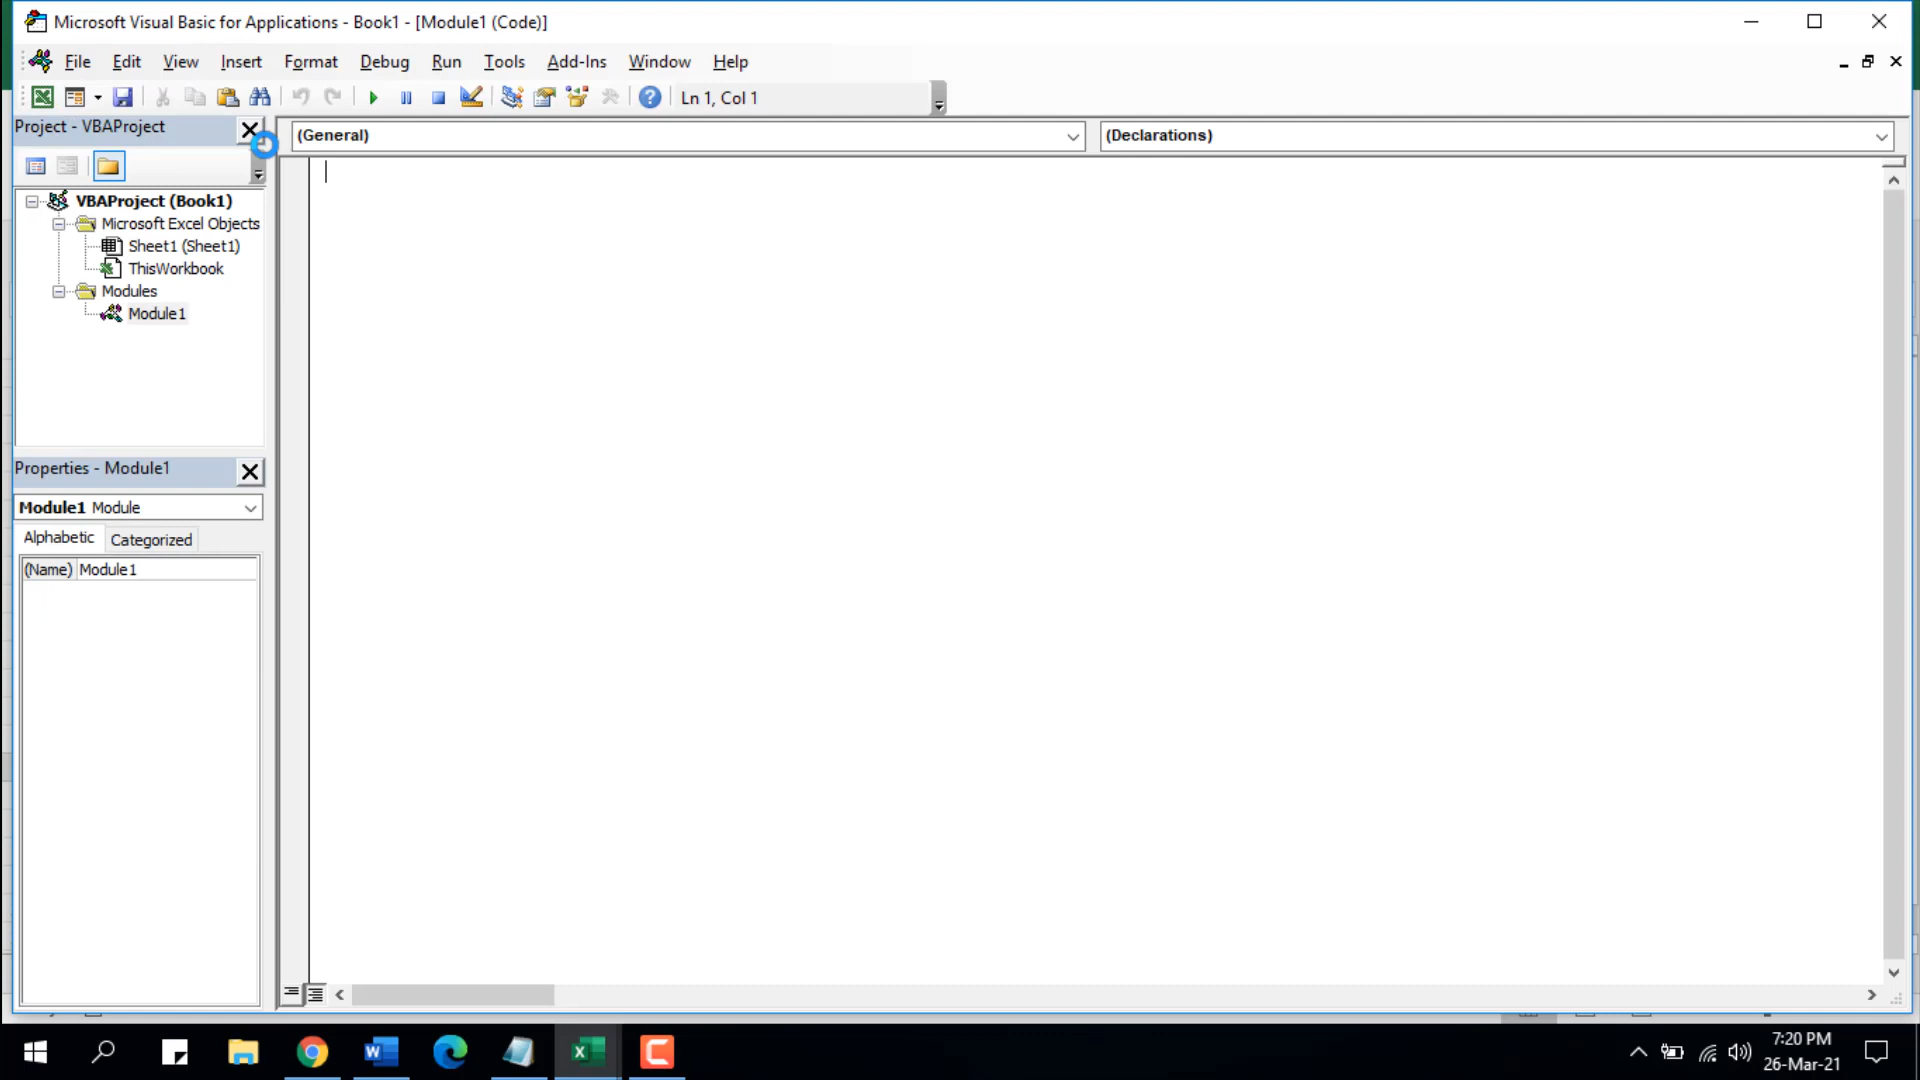 Microsoft Visual Basic for Applications - Book1 - [Module1 (Code)]
File Edit View Insert Format Debug Run Tools Add-Ins Window Help
Ln 1, Col 1
Project - VBAProject
(General)
(Declarations)
VBAProject (Book1)
Microsoft Excel Objects
Sheet1 (Sheet1)
ThisWorkbook
Modules
Module1
Properties - Module1
Module1 Module
Alphabetic Categorized
(Name) Module1
7:20 PM
26-Mar-21